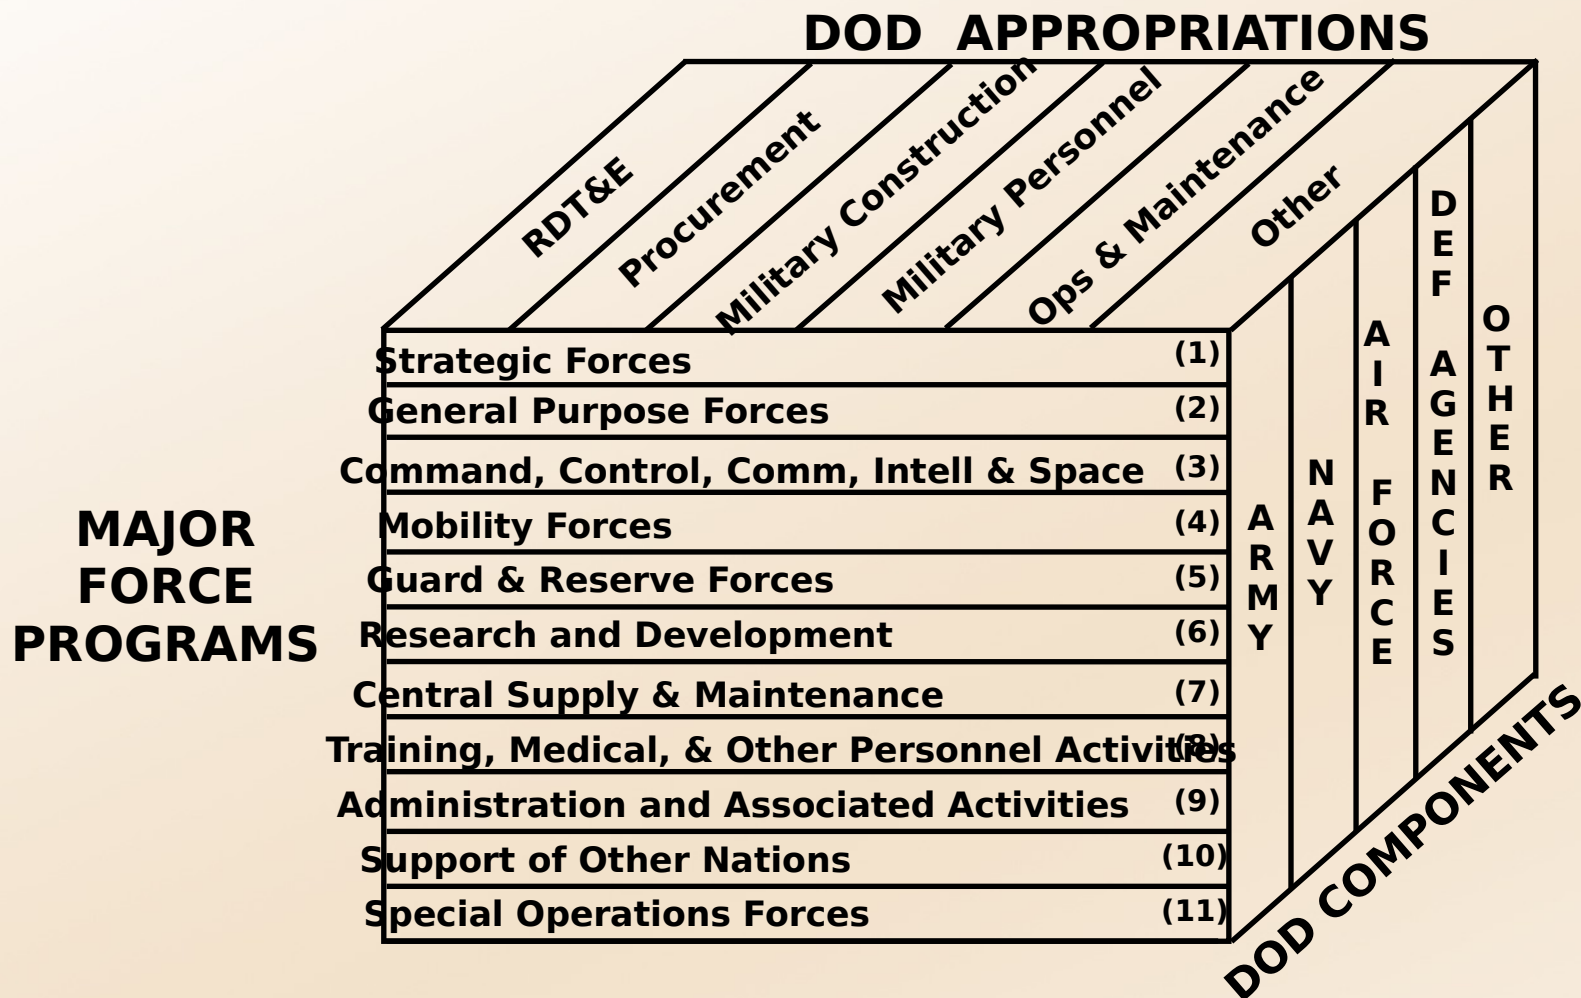 DOD APPROPRIATIONS
RDT&E
Procurement
Military Construction
Military Personnel
Ops & Maintenance
Other
MAJOR
FORCE
PROGRAMS
Strategic Forces (1)
General Purpose Forces (2)
Command, Control, Comm, Intell & Space (3)
Mobility Forces (4)
Guard & Reserve Forces (5)
Research and Development (6)
Central Supply & Maintenance (7)
Training, Medical, & Other Personnel Activities (8)
Administration and Associated Activities (9)
Support of Other Nations (10)
Special Operations Forces (11)
ARMY
NAVY
AIR FORCE
DEF AGENCIES
OTHER
DOD COMPONENTS